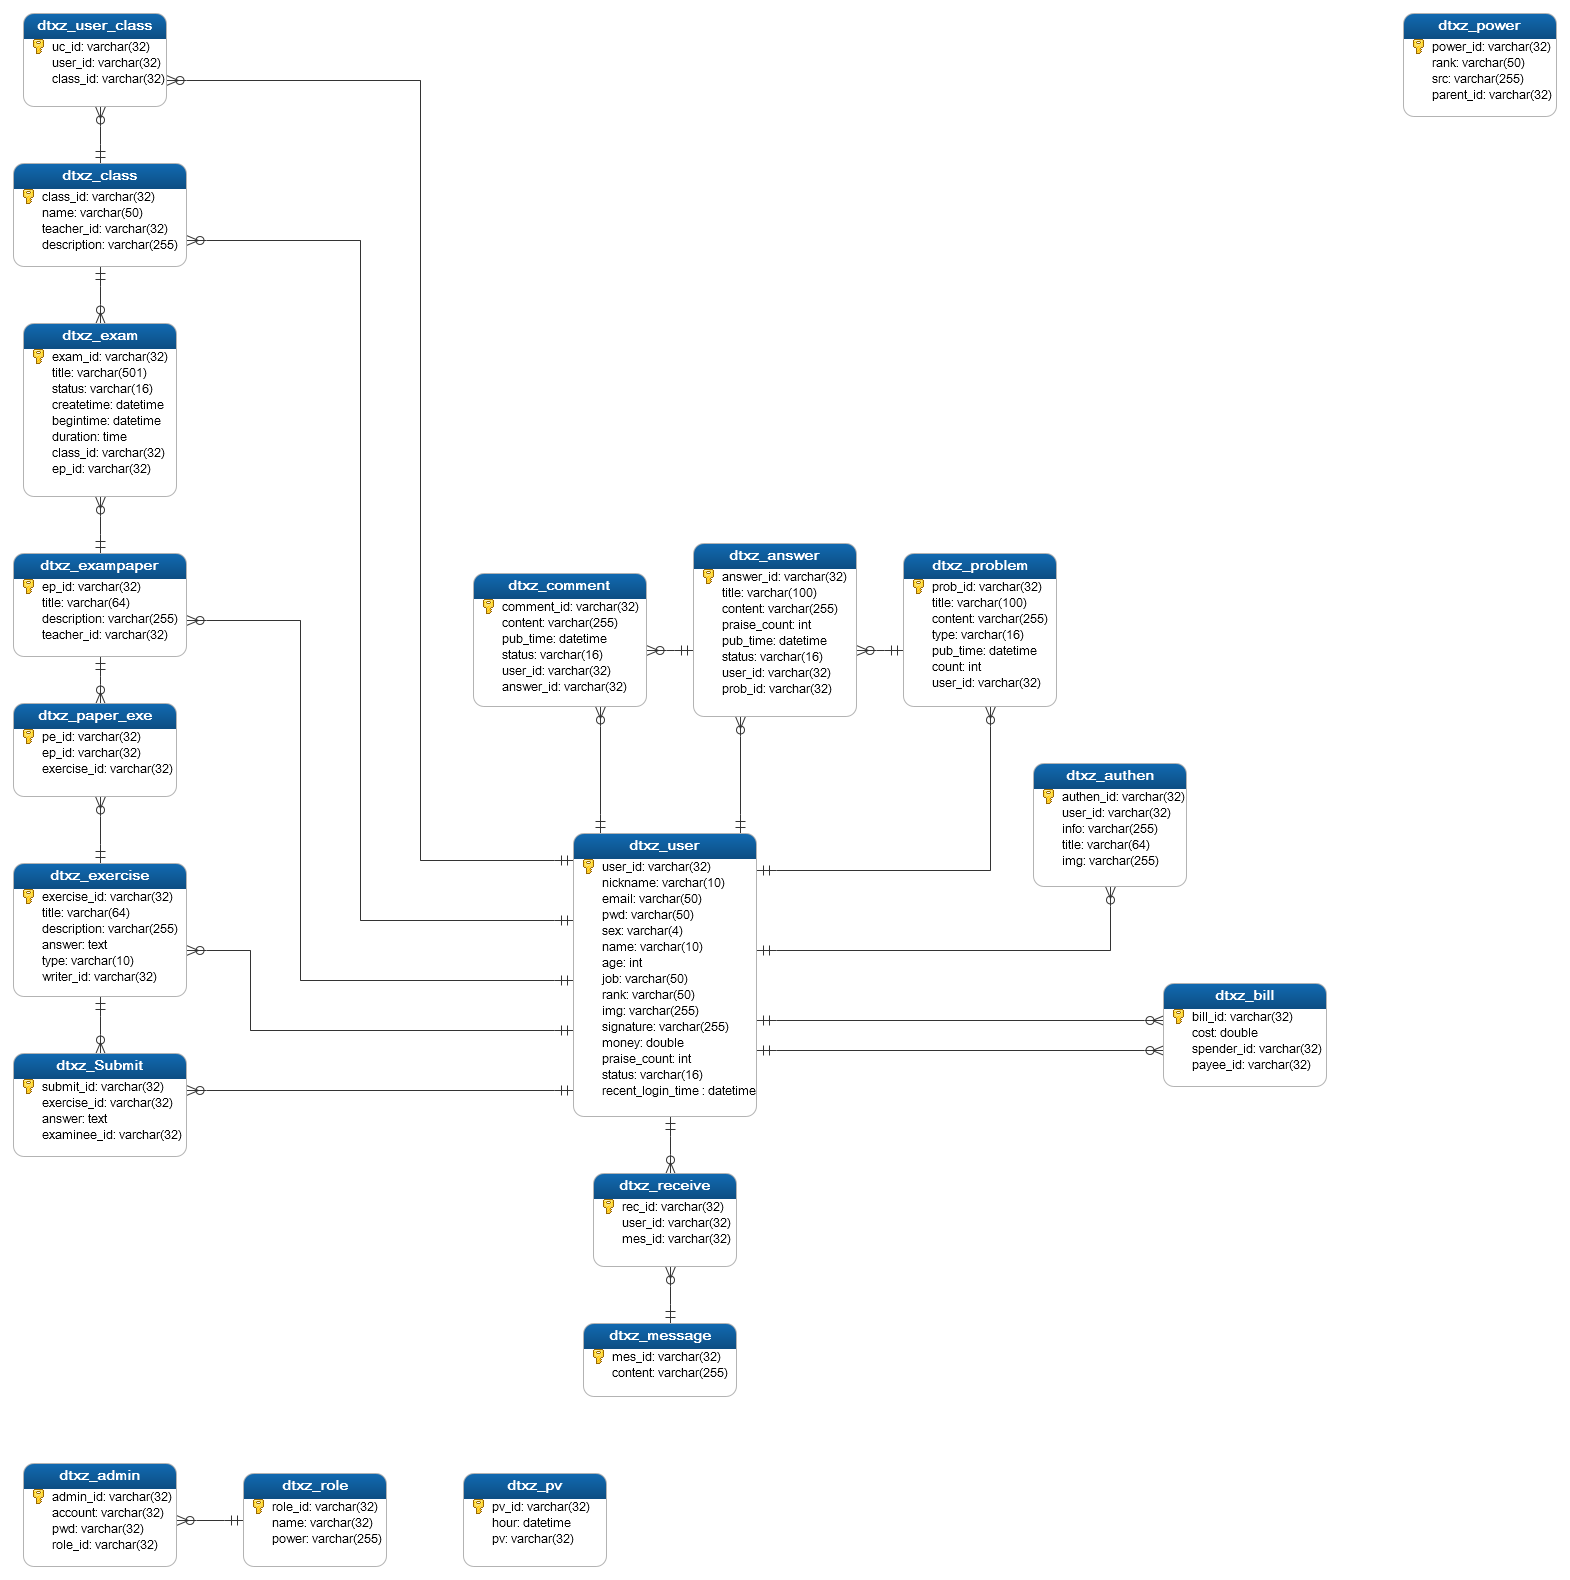 dtxz_user_class
uc_id: varchar(32)
user_id: varchar(32)
class_id: varchar(32)
dtxz_power
power_id: varchar(32)
rank: varchar(50)
src: varchar(255)
parent_id: varchar(32)
dtxz_class
class_id: varchar(32)
name: varchar(50)
teacher_id: varchar(32)
description: varchar(255)
dtxz_exam
exam_id: varchar(32)
title: varchar(501)
status: varchar(16)
createtime: datetime
begintime: datetime
duration: time
class_id: varchar(32)
ep_id: varchar(32)
dtxz_exampaper
ep_id: varchar(32)
title: varchar(64)
description: varchar(255)
teacher_id: varchar(32)
dtxz_paper_exe
pe_id: varchar(32)
ep_id: varchar(32)
exercise_id: varchar(32)
dtxz_exercise
exercise_id: varchar(32)
title: varchar(64)
description: varchar(255)
answer: text
type: varchar(10)
writer_id: varchar(32)
dtxz_Submit
submit_id: varchar(32)
exercise_id: varchar(32)
answer: text
examinee_id: varchar(32)
dtxz_comment
comment_id: varchar(32)
content: varchar(255)
pub_time: datetime
status: varchar(16)
user_id: varchar(32)
answer_id: varchar(32)
dtxz_answer
answer_id: varchar(32)
title: varchar(100)
content: varchar(255)
praise_count: int
pub_time: datetime
status: varchar(16)
user_id: varchar(32)
prob_id: varchar(32)
dtxz_problem
prob_id: varchar(32)
title: varchar(100)
content: varchar(255)
type: varchar(16)
pub_time: datetime
count: int
user_id: varchar(32)
dtxz_authen
authen_id: varchar(32)
user_id: varchar(32)
info: varchar(255)
title: varchar(64)
img: varchar(255)
dtxz_user
user_id: varchar(32)
nickname: varchar(10)
email: varchar(50)
pwd: varchar(50)
sex: varchar(4)
name: varchar(10)
age: int
job: varchar(50)
rank: varchar(50)
img: varchar(255)
signature: varchar(255)
money: double
praise_count: int
status: varchar(16)
recent_login_time : datetime
dtxz_bill
bill_id: varchar(32)
cost: double
spender_id: varchar(32)
payee_id: varchar(32)
dtxz_receive
rec_id: varchar(32)
user_id: varchar(32)
mes_id: varchar(32)
dtxz_message
mes_id: varchar(32)
content: varchar(255)
dtxz_admin
admin_id: varchar(32)
account: varchar(32)
pwd: varchar(32)
role_id: varchar(32)
dtxz_role
role_id: varchar(32)
name: varchar(32)
power: varchar(255)
dtxz_pv
pv_id: varchar(32)
hour: datetime
pv: varchar(32)